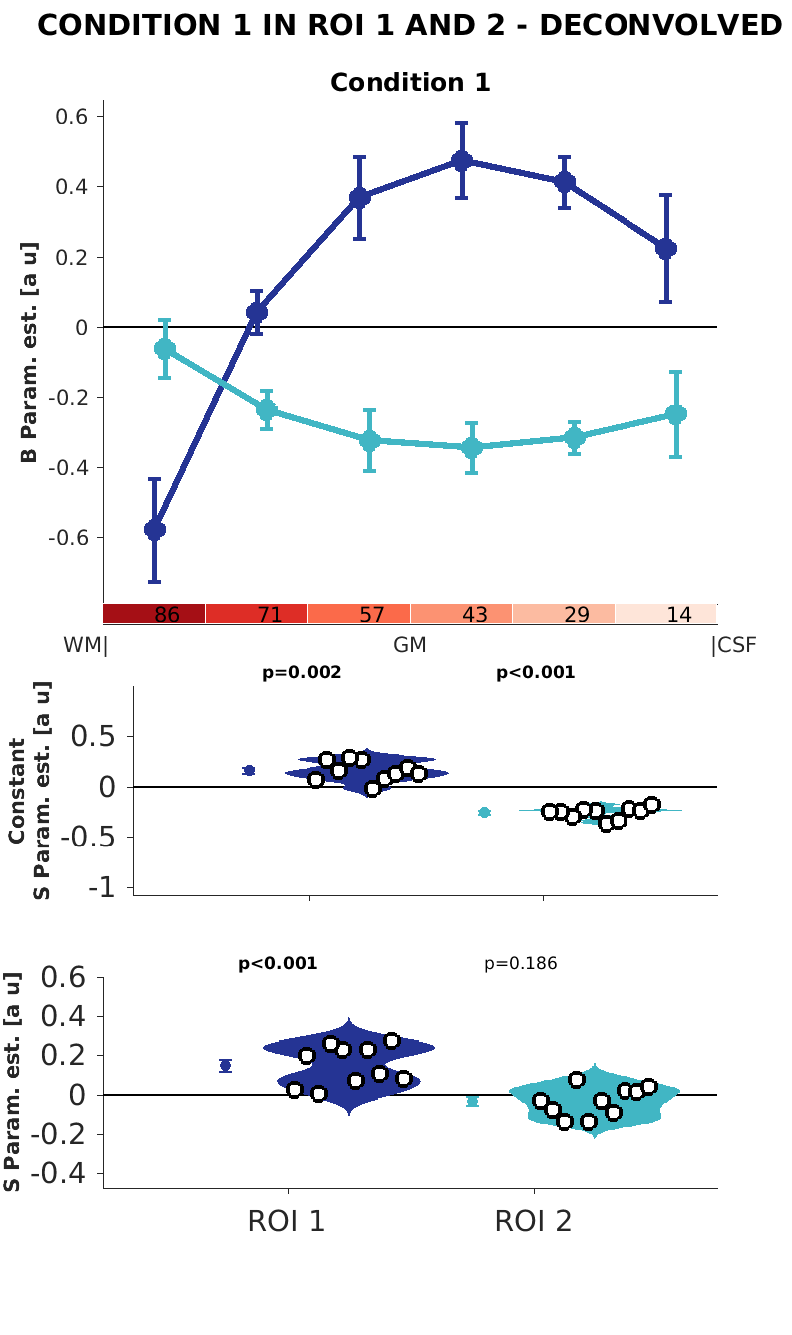 CONDITION 1 IN ROI 1 AND 2 - DECONVOLVED
Condition 1
B Param. est. [a u]
0.6
0.4
0.2
0
-0.2
-0.4
-0.6
86 71 57 43 29 14
WM| GM |CSF
p=0.002 p<0.001
Constant
S Param. est. [a u]
0.5
0
-0.5
-1
p<0.001 p=0.186
S Param. est. [a u]
0.6
0.4
0.2
0
-0.2
-0.4
ROI 1 ROI 2